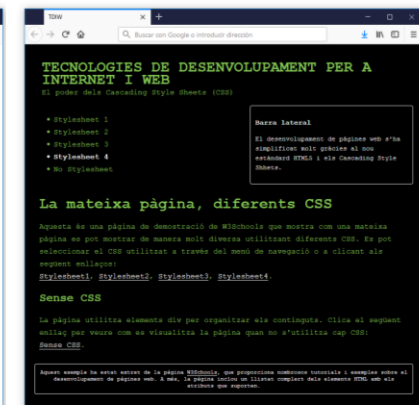 TDIW
Buscar con Google o introducir dirección
TECNOLOGIES DE DESENVOLUPAMENT PER A
INTERNET I WEB
El poder dels Cascading Style Sheets (CSS)
Stylesheet 1
Stylesheet 2
Stylesheet 3
Stylesheet 4
No Stylesheet
Barra lateral
El desenvolupament de pàgines web s'ha
simplificat molt gràcies al nou
estàndard HTML5 i els Cascading Style
Shhets.
La mateixa pàgina, diferents CSS
Aquesta és una pàgina de demostració de W3Schools que mostra com una mateixa
pàgina es pot mostrar de manera molt diversa utilitzant diferents CSS. Es pot
seleccionar el CSS utilitzat a través del menú de navegació o a clicant als
següent enllaços:
Stylesheet1, Stylesheet2, Stylesheet3, Stylesheet4.
Sense CSS
La pàgina utilitza elements div per organitzar els continguts. Clica el següent
enllaç per veure com es visualitza la pàgina quan no s'utilitza cap CSS:
Sense CSS.
Aquest exemple ha estat extret de la pàgina W3Schools, que proporciona nombrosos tutorials i exemples sobre el
desenvolupament de pàgines web. A més, la pàgina inclou un llistat complert dels elements HTML amb els
atributs que suporten.